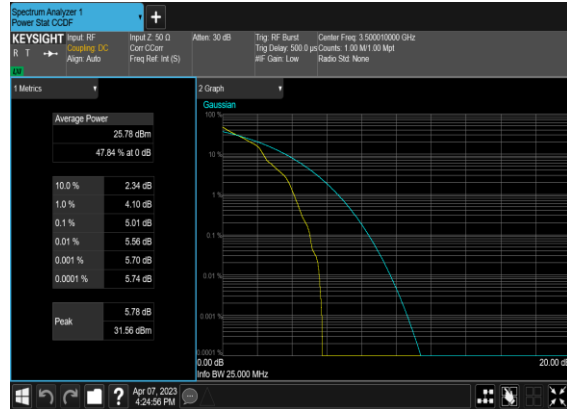 Spectrum Analyzer 1
Power Stat CCDF
+
KEYSIGHT Input: RF Input Z: 50 Ω Atten: 30 dB Trig: RF Burst Center Freq: 3.500010000 GHz
R T Coupling: DC Corr CCorr Trig Delay: 500.0 µs Counts: 1.00 M/1.00 Mpt
Align: Auto Freq Ref: Int (S) #IF Gain: Low Radio Std: None
1 Metrics
2 Graph
Average Power
25.78 dBm
47.84 % at 0 dB
10.0 % 2.34 dB
1.0 % 4.10 dB
0.1 % 5.01 dB
0.01 % 5.56 dB
0.001 % 5.70 dB
0.0001 % 5.74 dB
Peak
5.78 dB
31.56 dBm
Gaussian
100 %
10 %
1 %
0.1 %
0.01 %
0.001 %
0.0001 %
0.00 dB 20.00 dB
Info BW 25.000 MHz
? Apr 07, 2023
4:24:56 PM